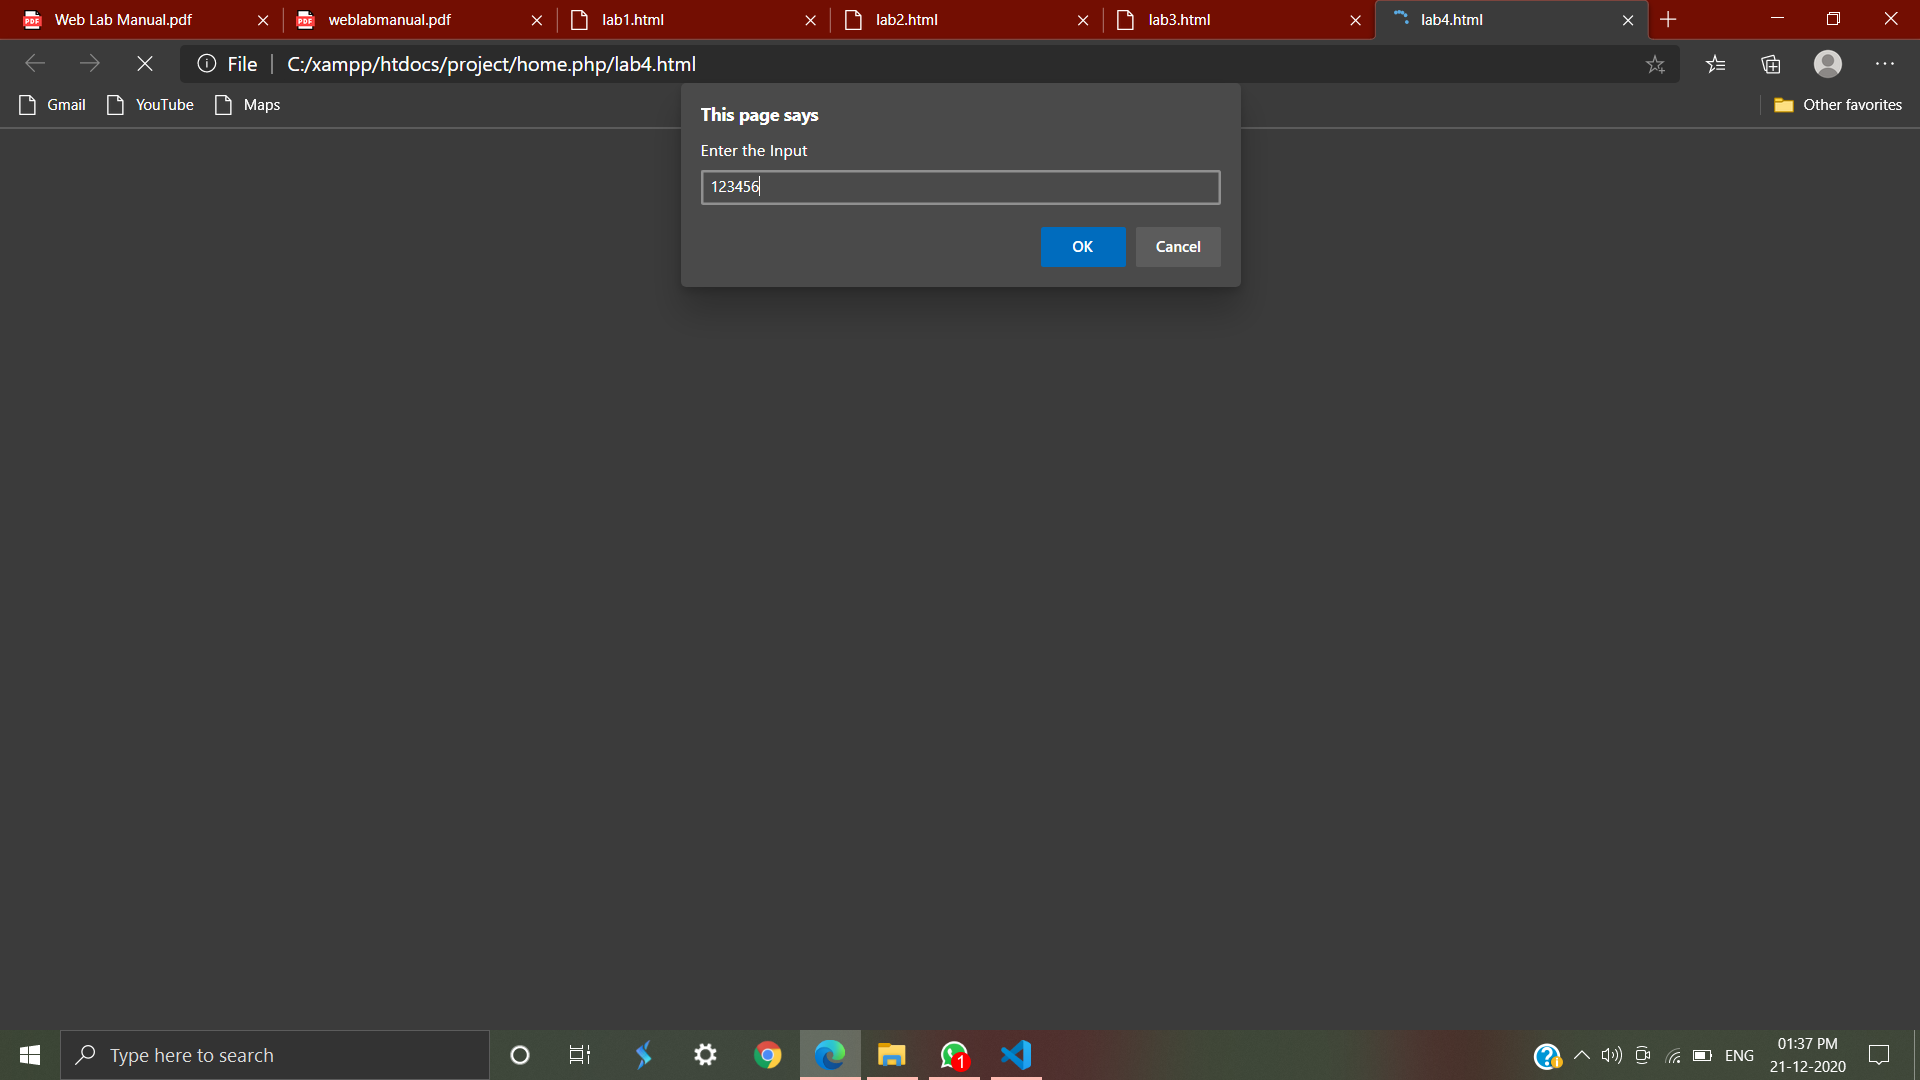 Web Lab Manual.pdf
weblabmanual.pdf
lab1.html
lab2.html
lab3.html
lab4.html
File
C:/xampp/htdocs/project/home.php/lab4.html
Gmail
YouTube
Maps
Other favorites
This page says
Enter the Input
123456
OK
Cancel
Type here to search
1
ENG
01:37 PM
21-12-2020